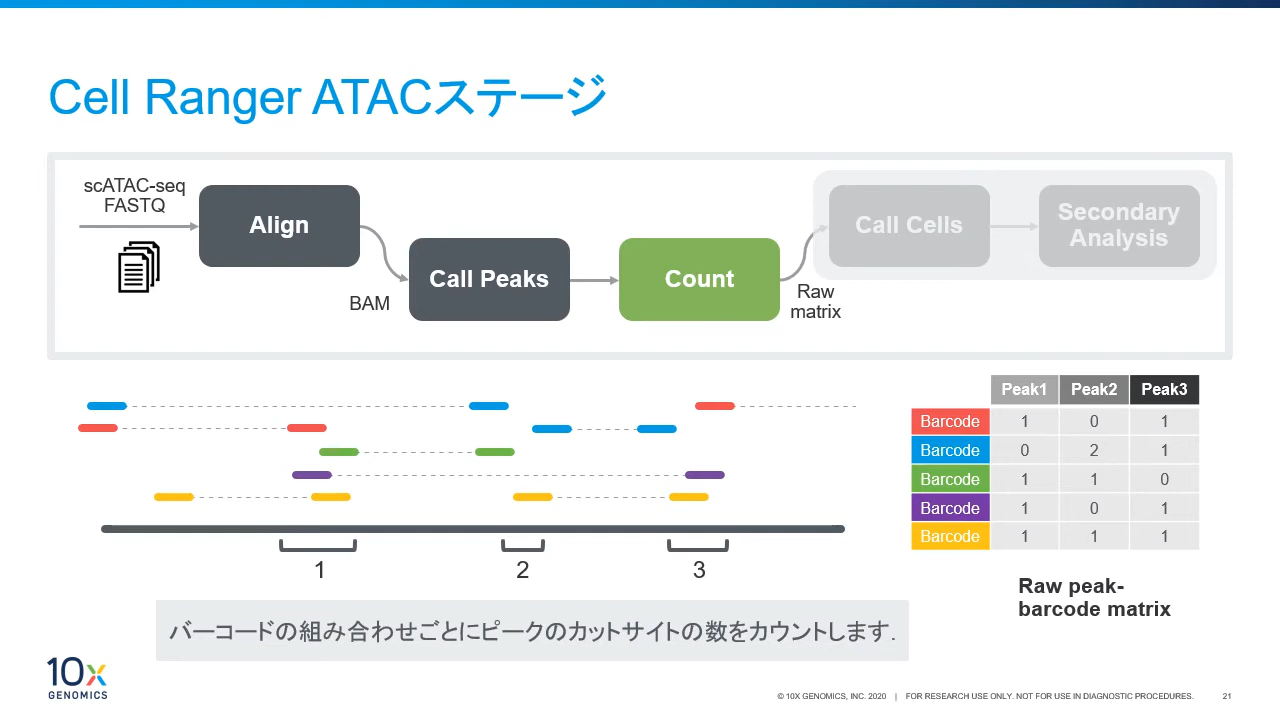 Cell Ranger ATACステージ
scATAC-seq
FASTQ
Align
BAM
Call Peaks
Count
Raw
matrix
Call Cells
Secondary
Analysis
1
2
3
Peak1 Peak2 Peak3
Barcode 1 0 1
Barcode 0 2 1
Barcode 1 1 0
Barcode 1 0 1
Barcode 1 1 1
Raw peak-
barcode matrix
バーコードの組み合わせごとにピークのカットサイトの数をカウントします.
10x
GENOMICS
© 10X GENOMICS, INC. 2020 | FOR RESEARCH USE ONLY. NOT FOR USE IN DIAGNOSTIC PROCEDURES. 21